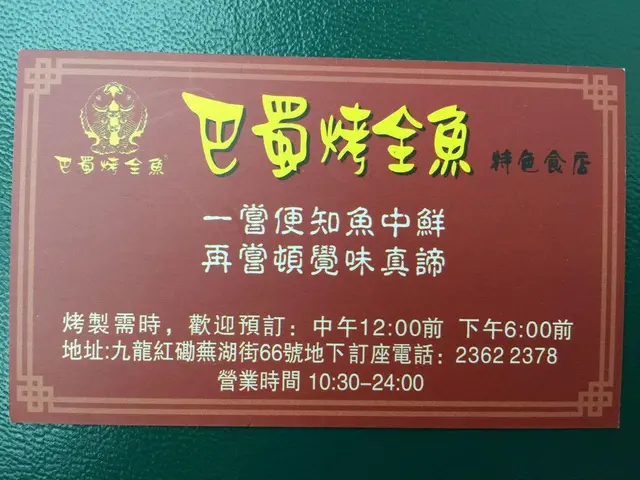 巴蜀烤全魚
巴蜀烤全魚 特色食店
一嘗便知魚中鮮
再嘗頓覺味真諦
烤製需時，歡迎預訂：中午12:00前 下午6:00前
地址:九龍紅磡蕪湖街66號地下訂座電話：2362 2378
營業時間 10:30-24:00